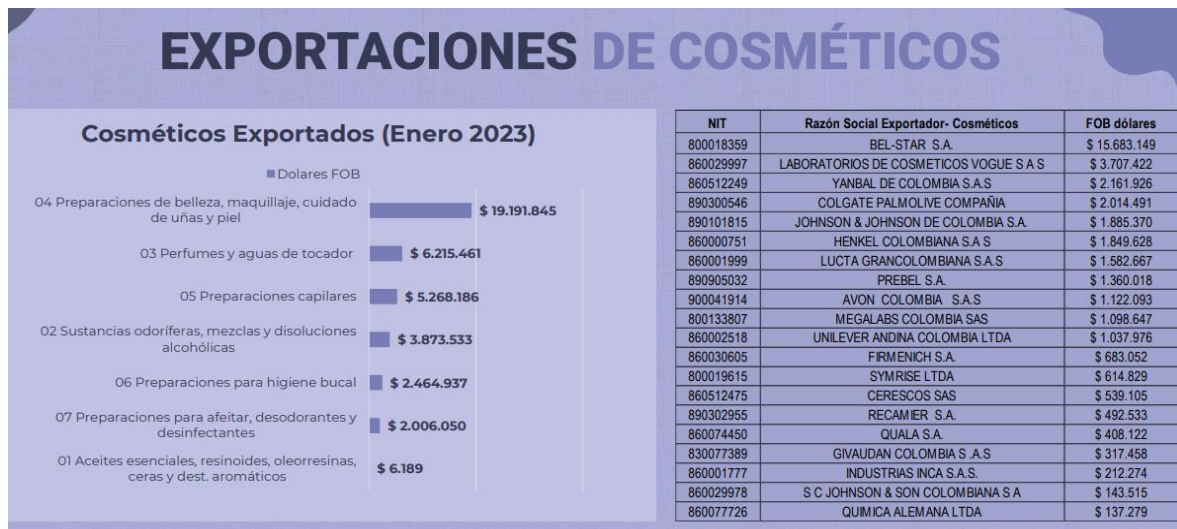 EXPORTACIONES DE COSMÉTICOS
Cosméticos Exportados (Enero 2023)
Dolares FOB
04 Preparaciones de belleza, maquillaje, cuidado
de uñas y piel
$ 19.191.845
03 Perfumes y aguas de tocador
$ 6.215.461
05 Preparaciones capilares
$ 5.268.186
02 Sustancias odoríferas, mezclas y disoluciones
alcohólicas
$ 3.873.533
06 Preparaciones para higiene bucal
$ 2.464.937
07 Preparaciones para afeitar, desodorantes y
desinfectantes
$ 2.006.050
01 Aceites esenciales, resinoides, oleorresinas,
ceras y dest. aromáticos
$ 6.189
NIT Razón Social Exportador- Cosméticos FOB dólares
800018359 BEL-STAR S.A. $ 15.683.149
860029997 LABORATORIOS DE COSMETICOS VOGUE S A S $ 3.707.422
860512249 YANBAL DE COLOMBIA S.A.S $ 2.161.926
890300546 COLGATE PALMOLIVE COMPAÑIA $ 2.014.491
890101815 JOHNSON & JOHNSON DE COLOMBIA S.A. $ 1.885.370
860000751 HENKEL COLOMBIANA S.A S $ 1.849.628
860001999 LUCTA GRANCOLOMBIANA S.A.S $ 1.582.667
890905032 PREBEL S.A. $ 1.360.018
900041914 AVON COLOMBIA S.A.S $ 1.122.093
800133807 MEGALABS COLOMBIA SAS $ 1.098.647
860002518 UNILEVER ANDINA COLOMBIA LTDA $ 1.037.976
860030605 FIRMENICH S.A. $ 683.052
800019615 SYMRISE LTDA $ 614.829
860512475 CERESCOS SAS $ 539.105
890302955 RECAMIER S.A. $ 492.533
860074450 QUALA S.A. $ 408.122
830077389 GIVAUDAN COLOMBIA S .A.S $ 317.458
860001777 INDUSTRIAS INCA S.A.S. $ 212.274
860029978 S C JOHNSON & SON COLOMBIANA S A $ 143.515
860077726 QUIMICA ALEMANA LTDA $ 137.279